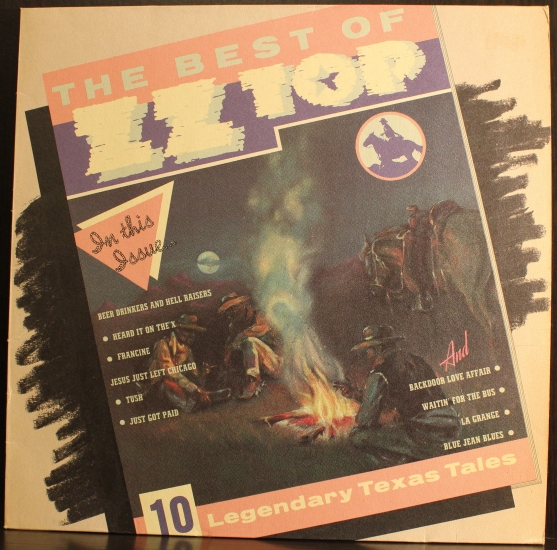 THE BEST OF
ZZ TOP
In this
Issue...
BEER DRINKERS AND HELL RAISERS
• HEARD IT ON THE X
• FRANCINE
JESUS JUST LEFT CHICAGO
• TUSH
• JUST GOT PAID
And
BACKDOOR LOVE AFFAIR •
WAITIN' FOR THE BUS •
LA GRANGE •
BLUE JEAN BLUES •
10 Legendary Texas Tales